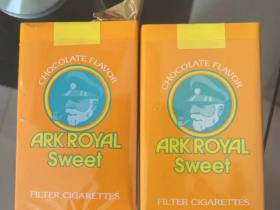 CHOCOLATE FLAVOR
ARK ROYAL
Sweet
FILTER CIGARETTES
CHOCOLATE FLAVOR
ARK ROYAL
Sweet
FILTER CIGARETTES